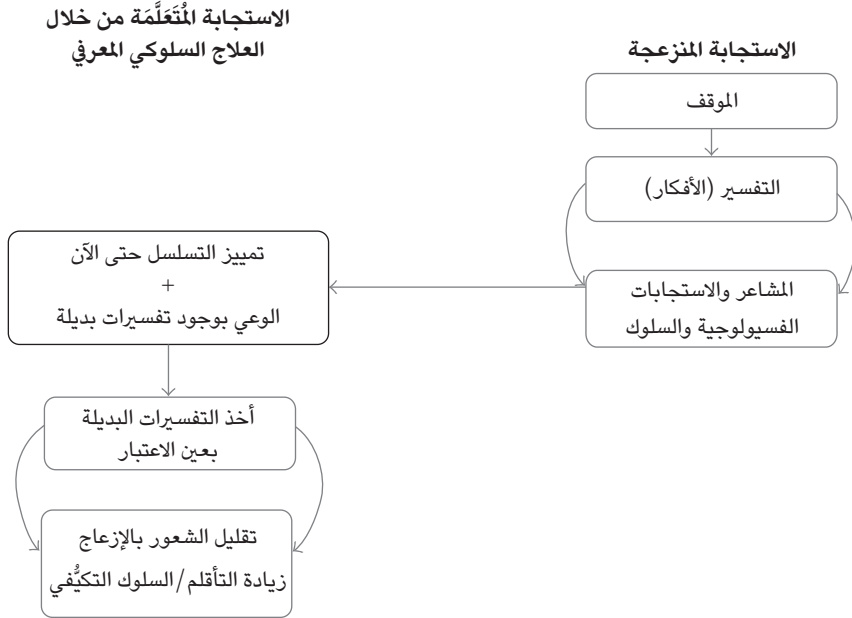 الاستجابة المنزعجة
الموقف
التفسير (الأفكار)
المشاعر والاستجابات
الفسيولوجية والسلوك
الاستجابة المُتَعَلَّمَة من خلال
العلاج السلوكي المعرفي
تمييز التسلسل حتى الآن
+
الوعي بوجود تفسيرات بديلة
أخذ التفسيرات البديلة
بعين الاعتبار
تقليل الشعور بالإزعاج
زيادة التأقلم/السلوك التكيُّفي